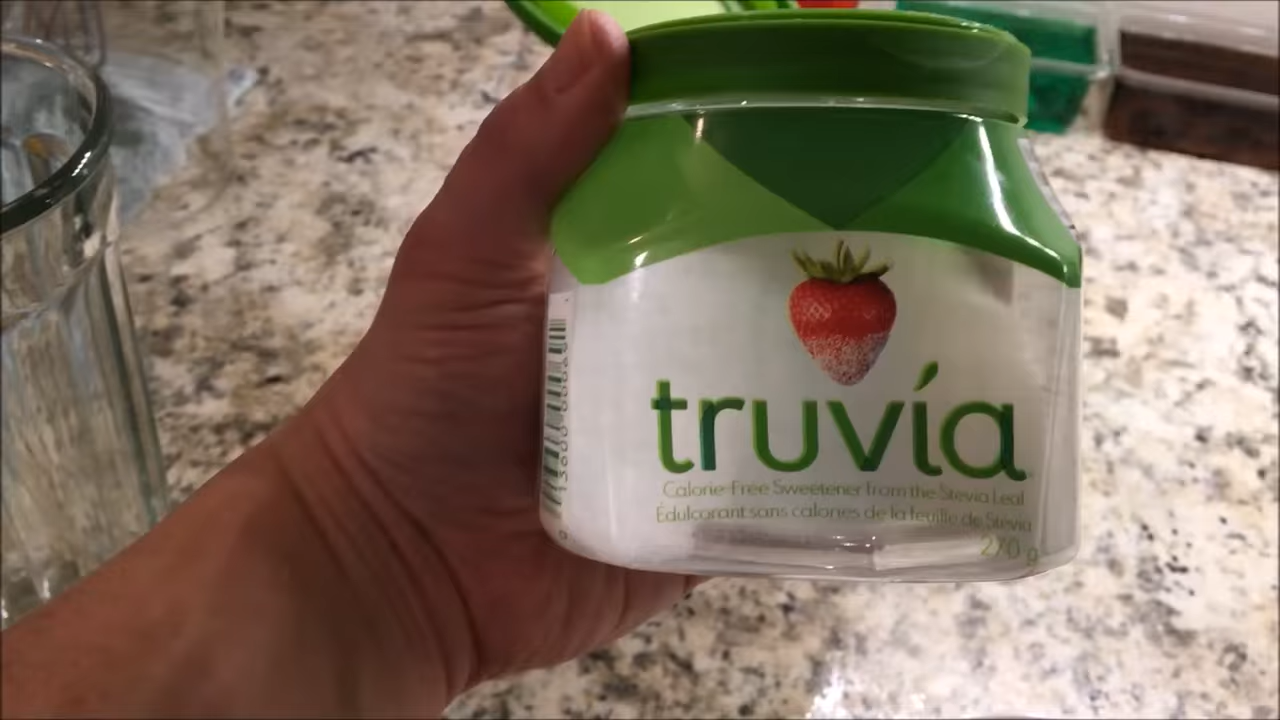 truvía
Calorie-Free Sweetener from the Stevia Leaf
Édulcorant sans calories de la feuille de Stévia
270 g